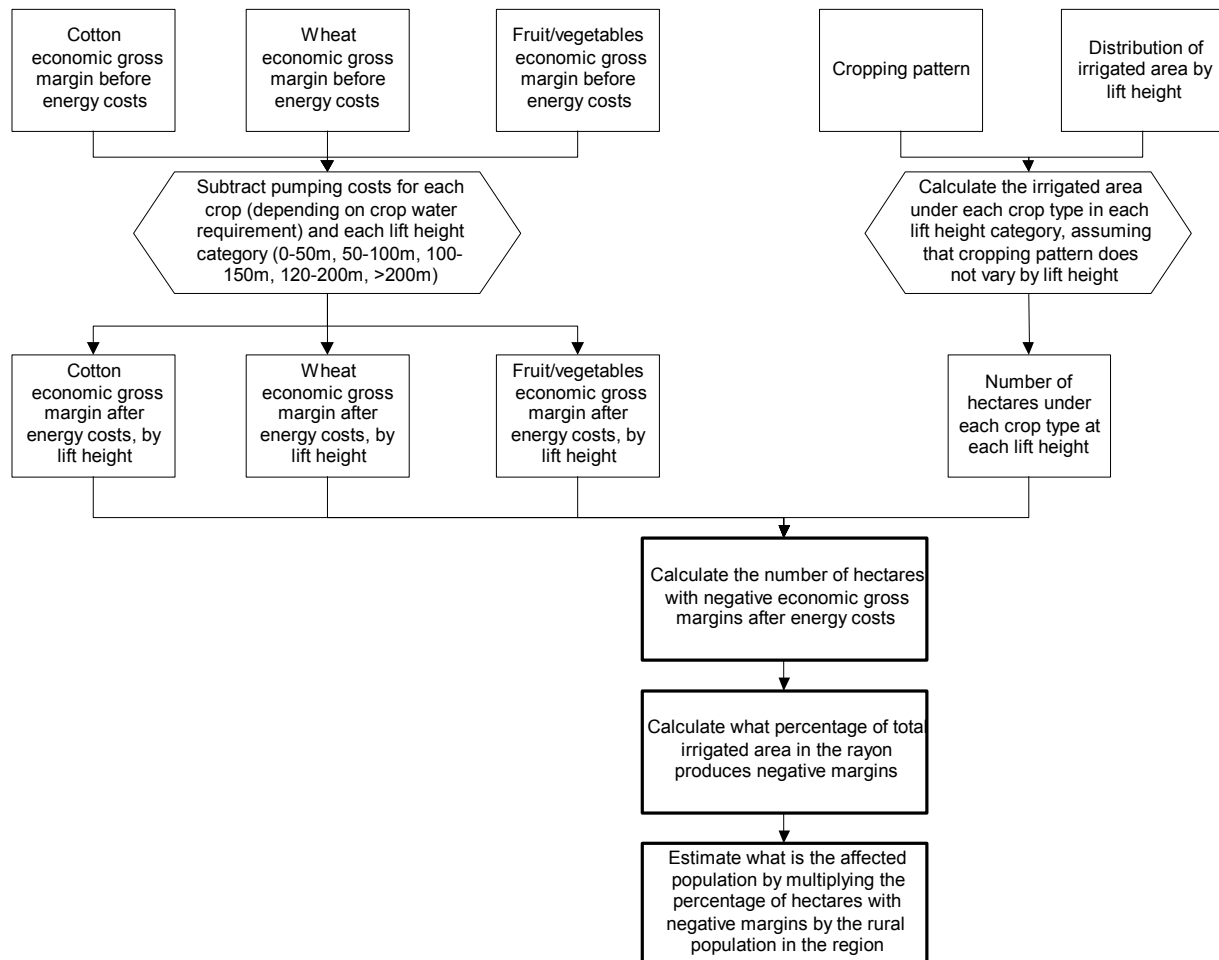 Cotton
economic gross
margin before
energy costs
Wheat
economic gross
margin before
energy costs
Fruit/vegetables
economic gross
margin before
energy costs
Cropping pattern
Distribution of
irrigated area by
lift height
Subtract pumping costs for each
crop (depending on crop water
requirement) and each lift height
category (0-50m, 50-100m, 100-
150m, 120-200m, >200m)
Calculate the irrigated area
under each crop type in each
lift height category, assuming
that cropping pattern does
not vary by lift height
Cotton
economic gross
margin after
energy costs, by
lift height
Wheat
economic gross
margin after
energy costs, by
lift height
Fruit/vegetables
economic gross
margin after
energy costs, by
lift height
Number of
hectares under
each crop type at
each lift height
Calculate the number of hectares
with negative economic gross
margins after energy costs
Calculate what percentage of total
irrigated area in the rayon
produces negative margins
Estimate what is the affected
population by multiplying the
percentage of hectares with
negative margins by the rural
population in the region